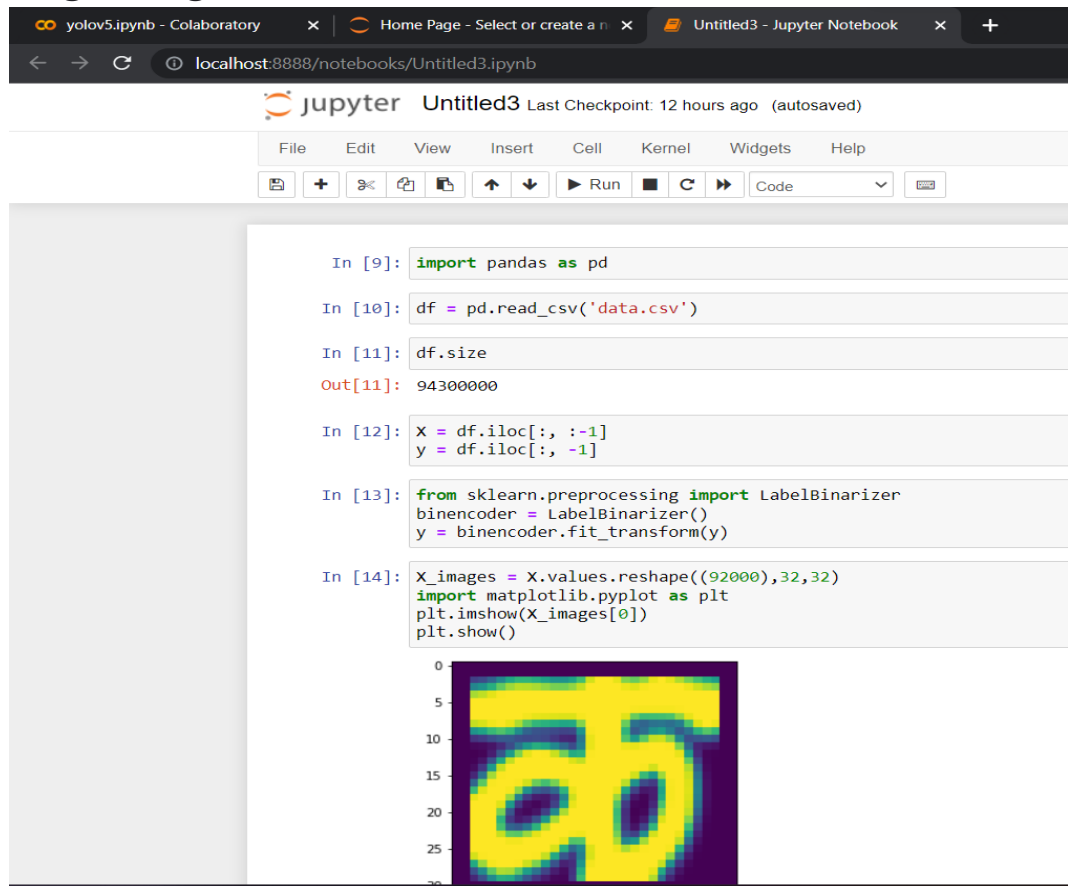 yolov5.ipynb - Colaboratory × Home Page - Select or create a n × Untitled3 - Jupyter Notebook × +
localhost:8888/notebooks/Untitled3.ipynb
jupyter Untitled3 Last Checkpoint: 12 hours ago (autosaved)
File Edit View Insert Cell Kernel Widgets Help
Run Code
In [9]: import pandas as pd
In [10]: df = pd.read_csv('data.csv')
In [11]: df.size
Out[11]: 94300000
In [12]: X = df.iloc[:, :-1]
y = df.iloc[:, -1]
In [13]: from sklearn.preprocessing import LabelBinarizer
binencoder = LabelBinarizer()
y = binencoder.fit_transform(y)
In [14]: X_images = X.values.reshape((92000),32,32)
import matplotlib.pyplot as plt
plt.imshow(X_images[0])
plt.show()
0
5
10
15
20
25
क